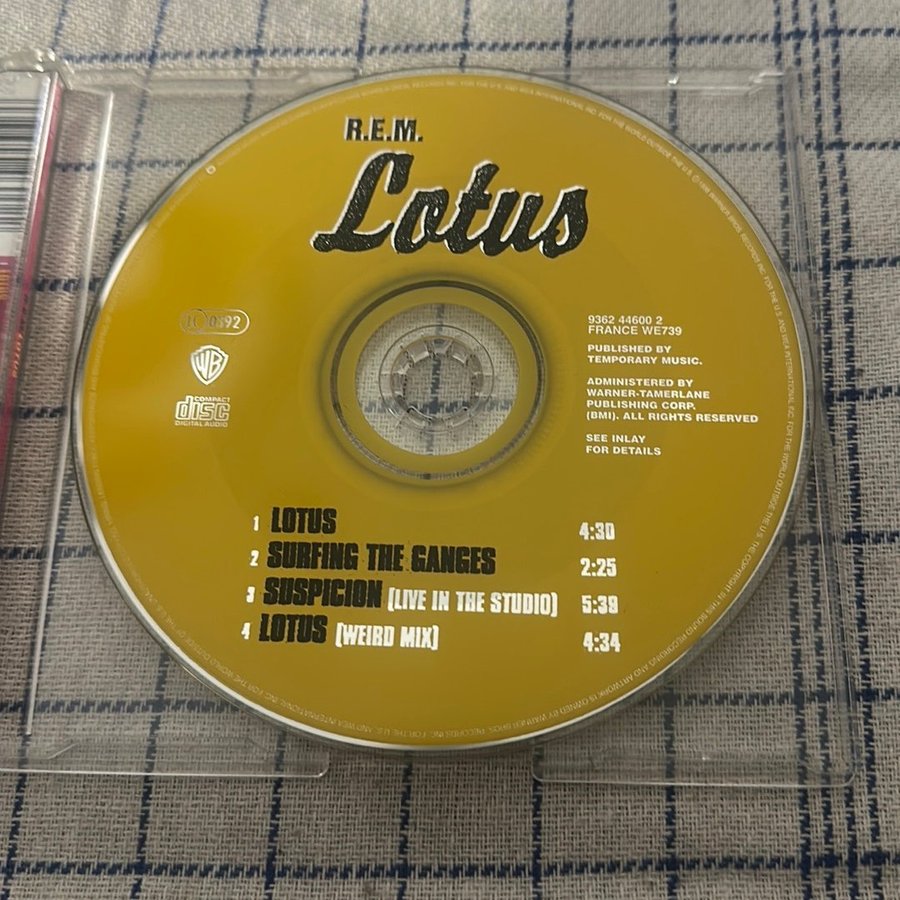 R.E.M.
Lotus
LC 0392
WB
COMPACT
disc
DIGITAL AUDIO
9362 44600 2
FRANCE WE739
PUBLISHED BY
TEMPORARY MUSIC.
ADMINISTERED BY
WARNER-TAMERLANE
PUBLISHING CORP.
(BMI). ALL RIGHTS RESERVED
SEE INLAY
FOR DETAILS
1 LOTUS 4:30
2 SURFING THE GANGES 2:25
3 SUSPICION (LIVE IN THE STUDIO) 5:39
4 LOTUS (WEIRD MIX) 4:34